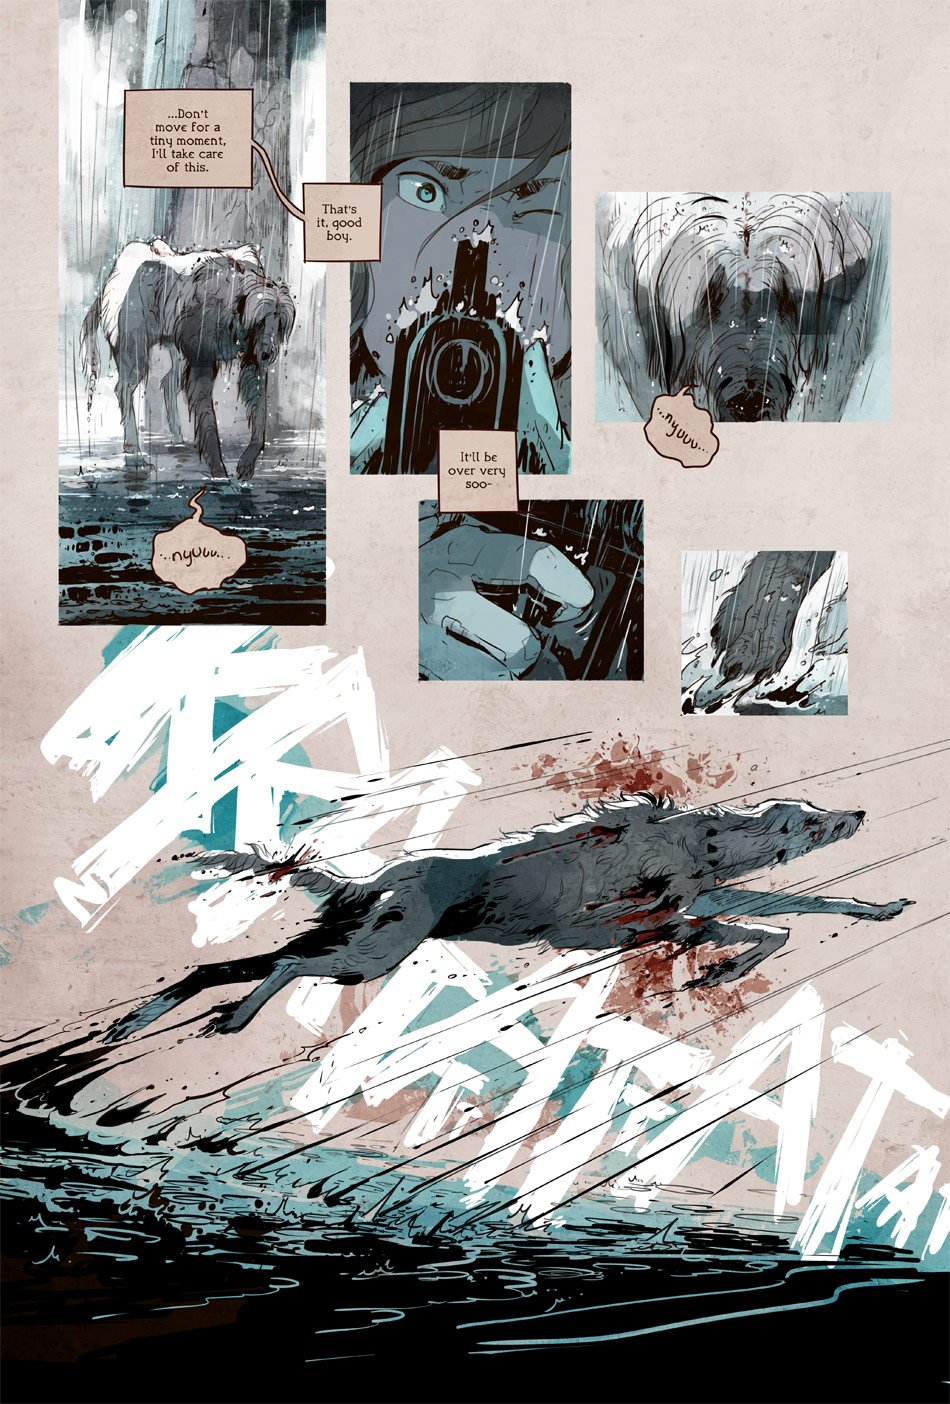 ...Don't
move for a
tiny moment,
I'll take care
of this.
That's
it, good
boy.
...nyuuu...
...nyuuu...
It'll be
over very
soo-